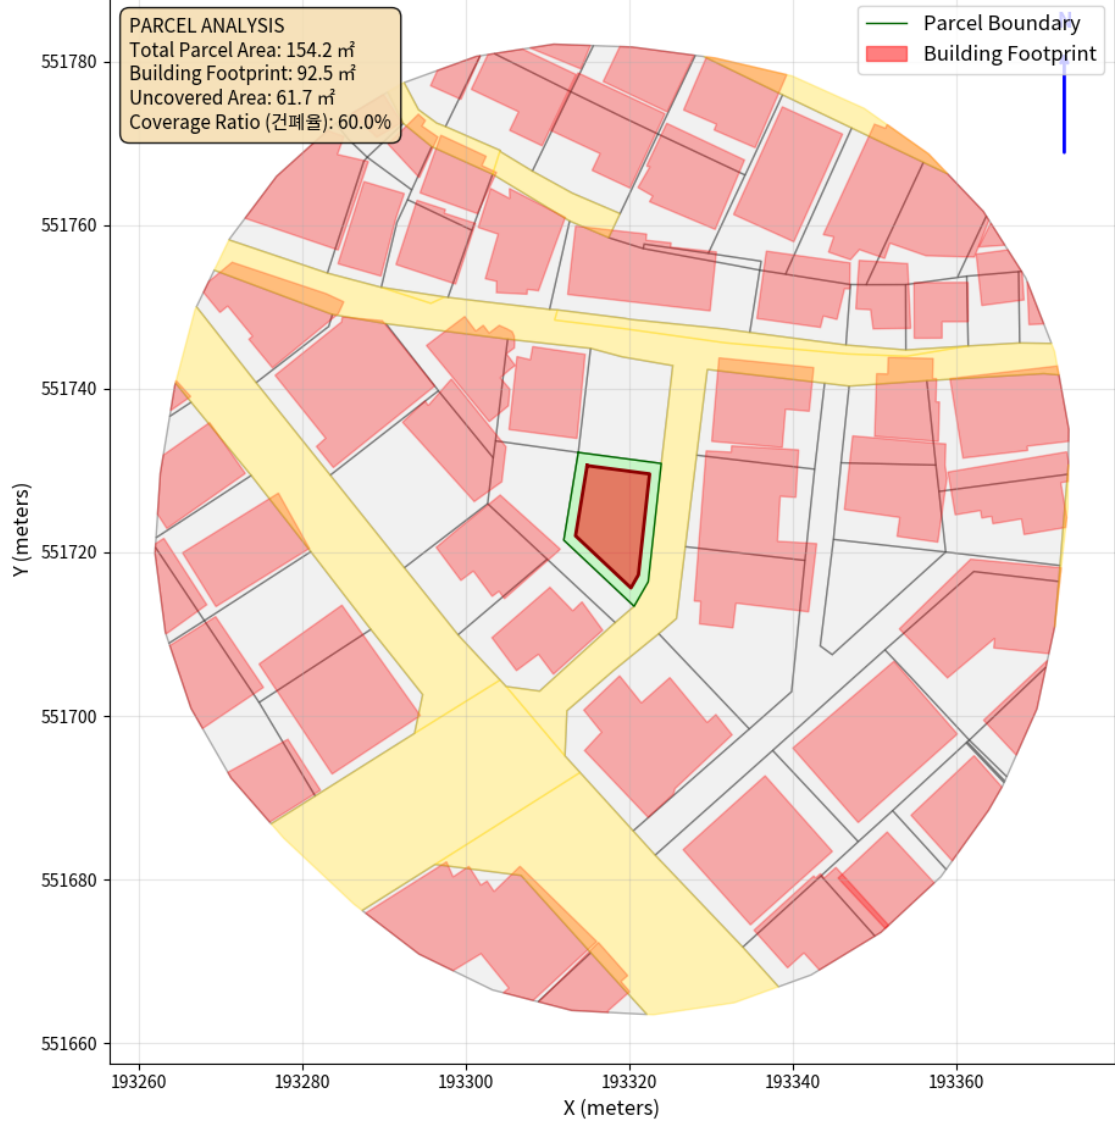 PARCEL ANALYSIS
Total Parcel Area: 154.2 ㎡
Building Footprint: 92.5 ㎡
Uncovered Area: 61.7 ㎡
Coverage Ratio (건폐율): 60.0%
Parcel Boundary
Building Footprint
N
551780
551760
551740
551720
551700
551680
551660
Y (meters)
193260
193280
193300
193320
193340
193360
X (meters)